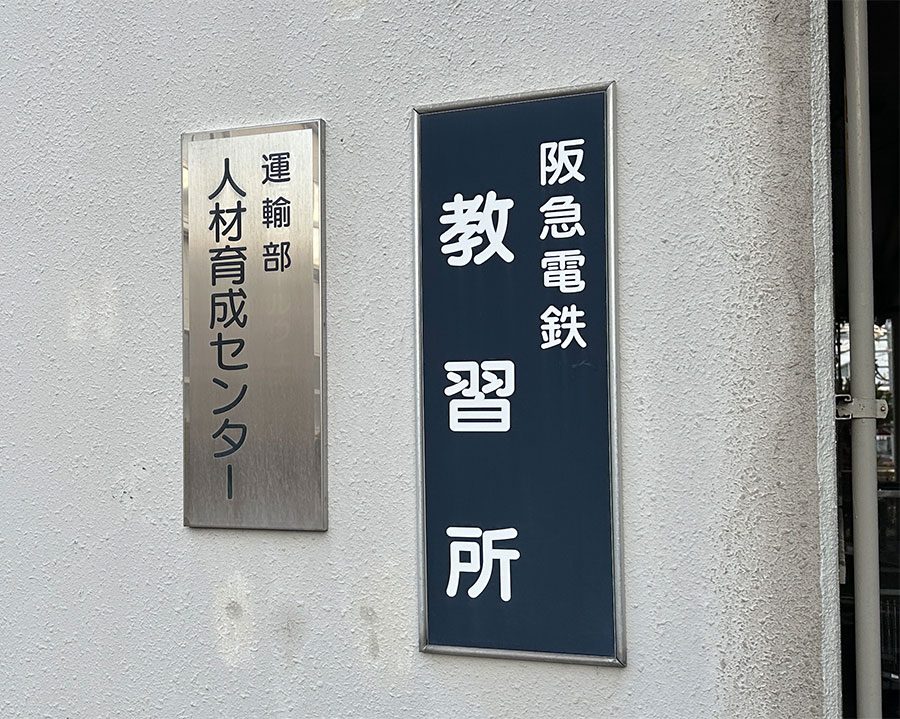 阪急電鉄
教習所
運輸部
人材育成センター